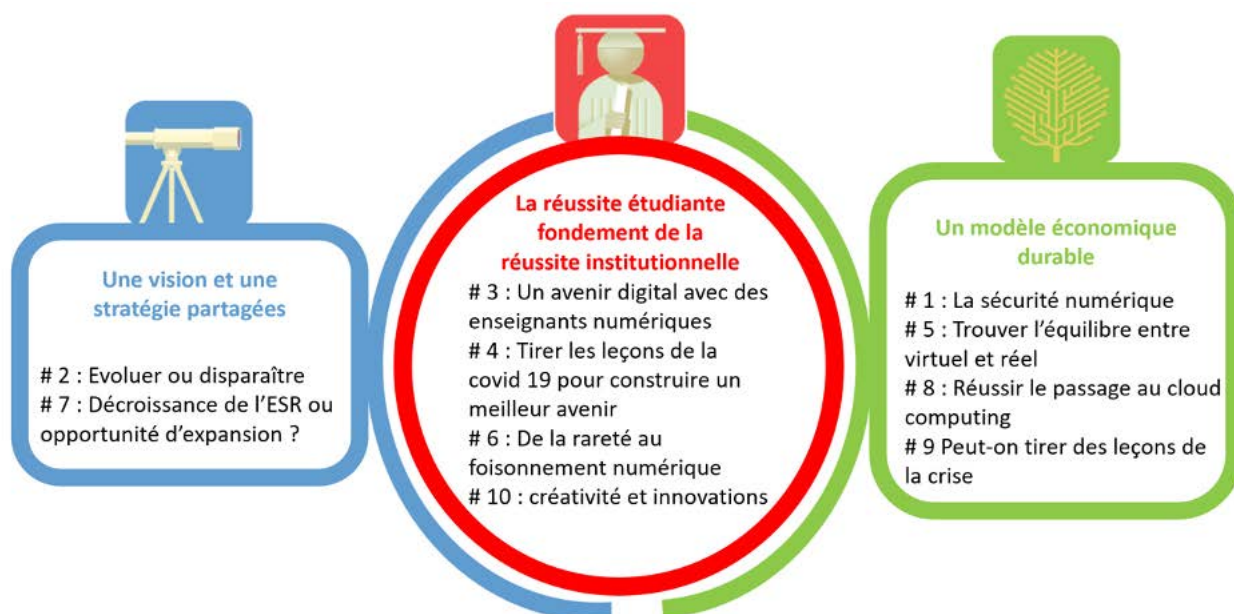 Une vision et une
stratégie partagées
# 2 : Evoluer ou disparaître
# 7 : Décroissance de l’ESR ou
opportunité d’expansion ?
La réussite étudiante
fondement de la
réussite institutionnelle
# 3 : Un avenir digital avec des
enseignants numériques
# 4 : Tirer les leçons de la
covid 19 pour construire un
meilleur avenir
# 6 : De la rareté au
foisonnement numérique
# 10 : créativité et innovations
Un modèle économique
durable
# 1 : La sécurité numérique
# 5 : Trouver l’équilibre entre
virtuel et réel
# 8 : Réussir le passage au cloud
computing
# 9 Peut-on tirer des leçons de
la crise